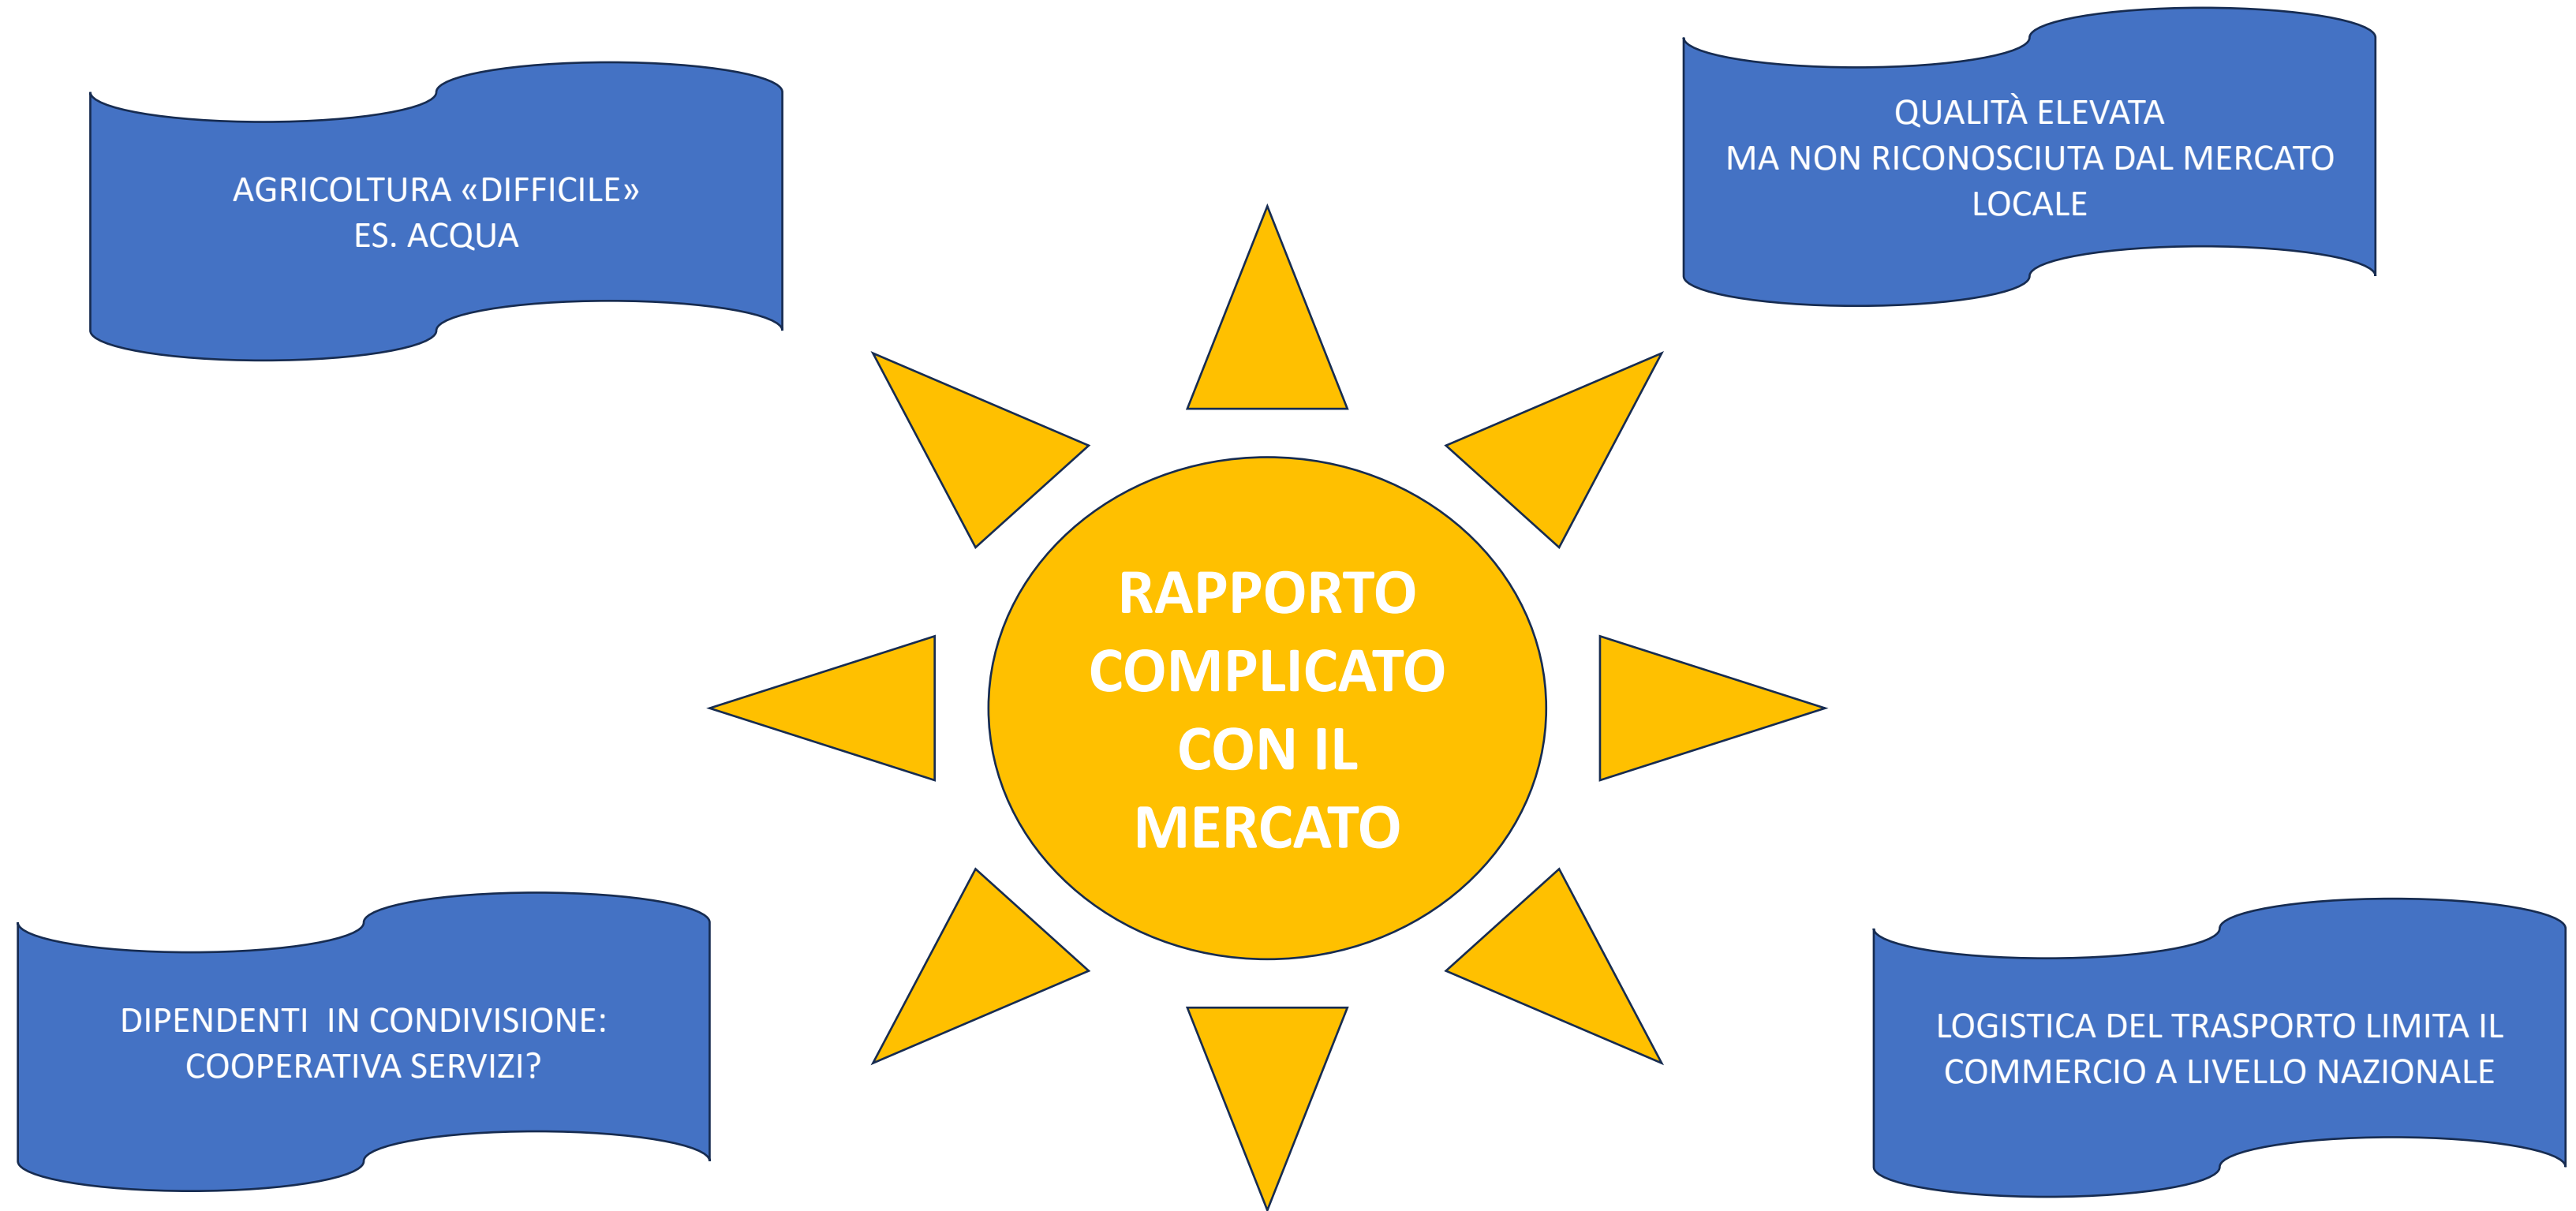 AGRICOLTURA «DIFFICILE»
ES. ACQUA
QUALITÀ ELEVATA
MA NON RICONOSCIUTA DAL MERCATO
LOCALE
RAPPORTO
COMPLICATO
CON IL
MERCATO
DIPENDENTI  IN CONDIVISIONE:
COOPERATIVA SERVIZI?
LOGISTICA DEL TRASPORTO LIMITA IL
COMMERCIO A LIVELLO NAZIONALE